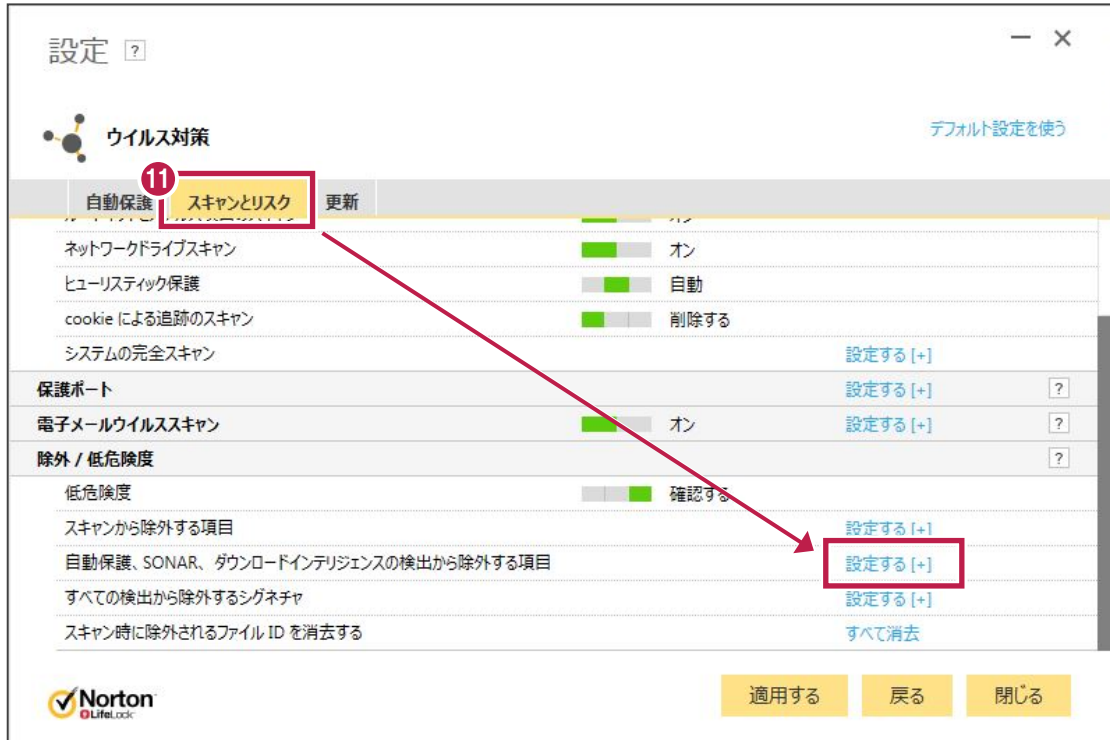 設定 ?
ウイルス対策
デフォルト設定を使う
11
自動保護 スキャンとリスク 更新
ネットワークドライブスキャン オン
ヒューリスティック保護 自動
cookie による追跡のスキャン 削除する
システムの完全スキャン 設定する [+]
保護ポート 設定する [+] ?
電子メールウイルススキャン オン 設定する [+] ?
除外 / 低危険度 ?
低危険度 確認する
スキャンから除外する項目 設定する [+]
自動保護、SONAR、ダウンロードインテリジェンスの検出から除外する項目 設定する [+]
すべての検出から除外するシグネチャ 設定する [+]
スキャン時に除外されるファイル ID を消去する すべて消去
Norton
LifeLock
適用する 戻る 閉じる